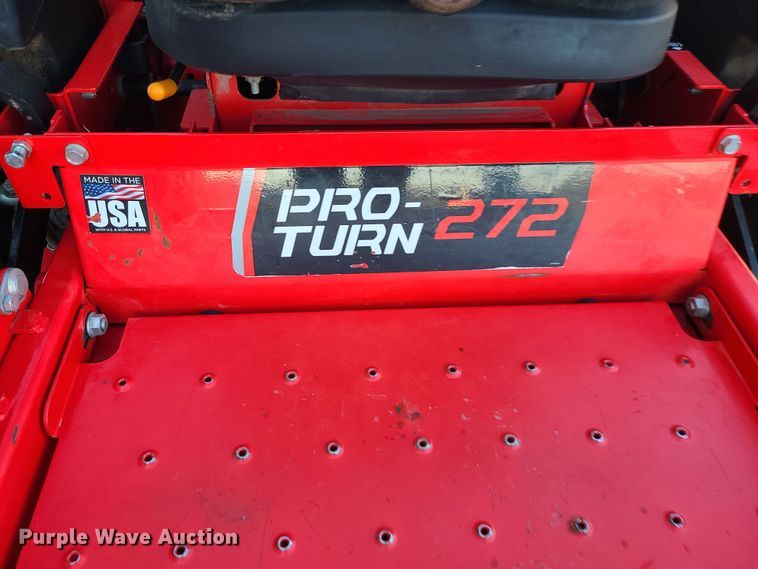 MADE IN THE
USA
WITH U.S. & GLOBAL PARTS
PRO-
TURN 272
Purple Wave Auction